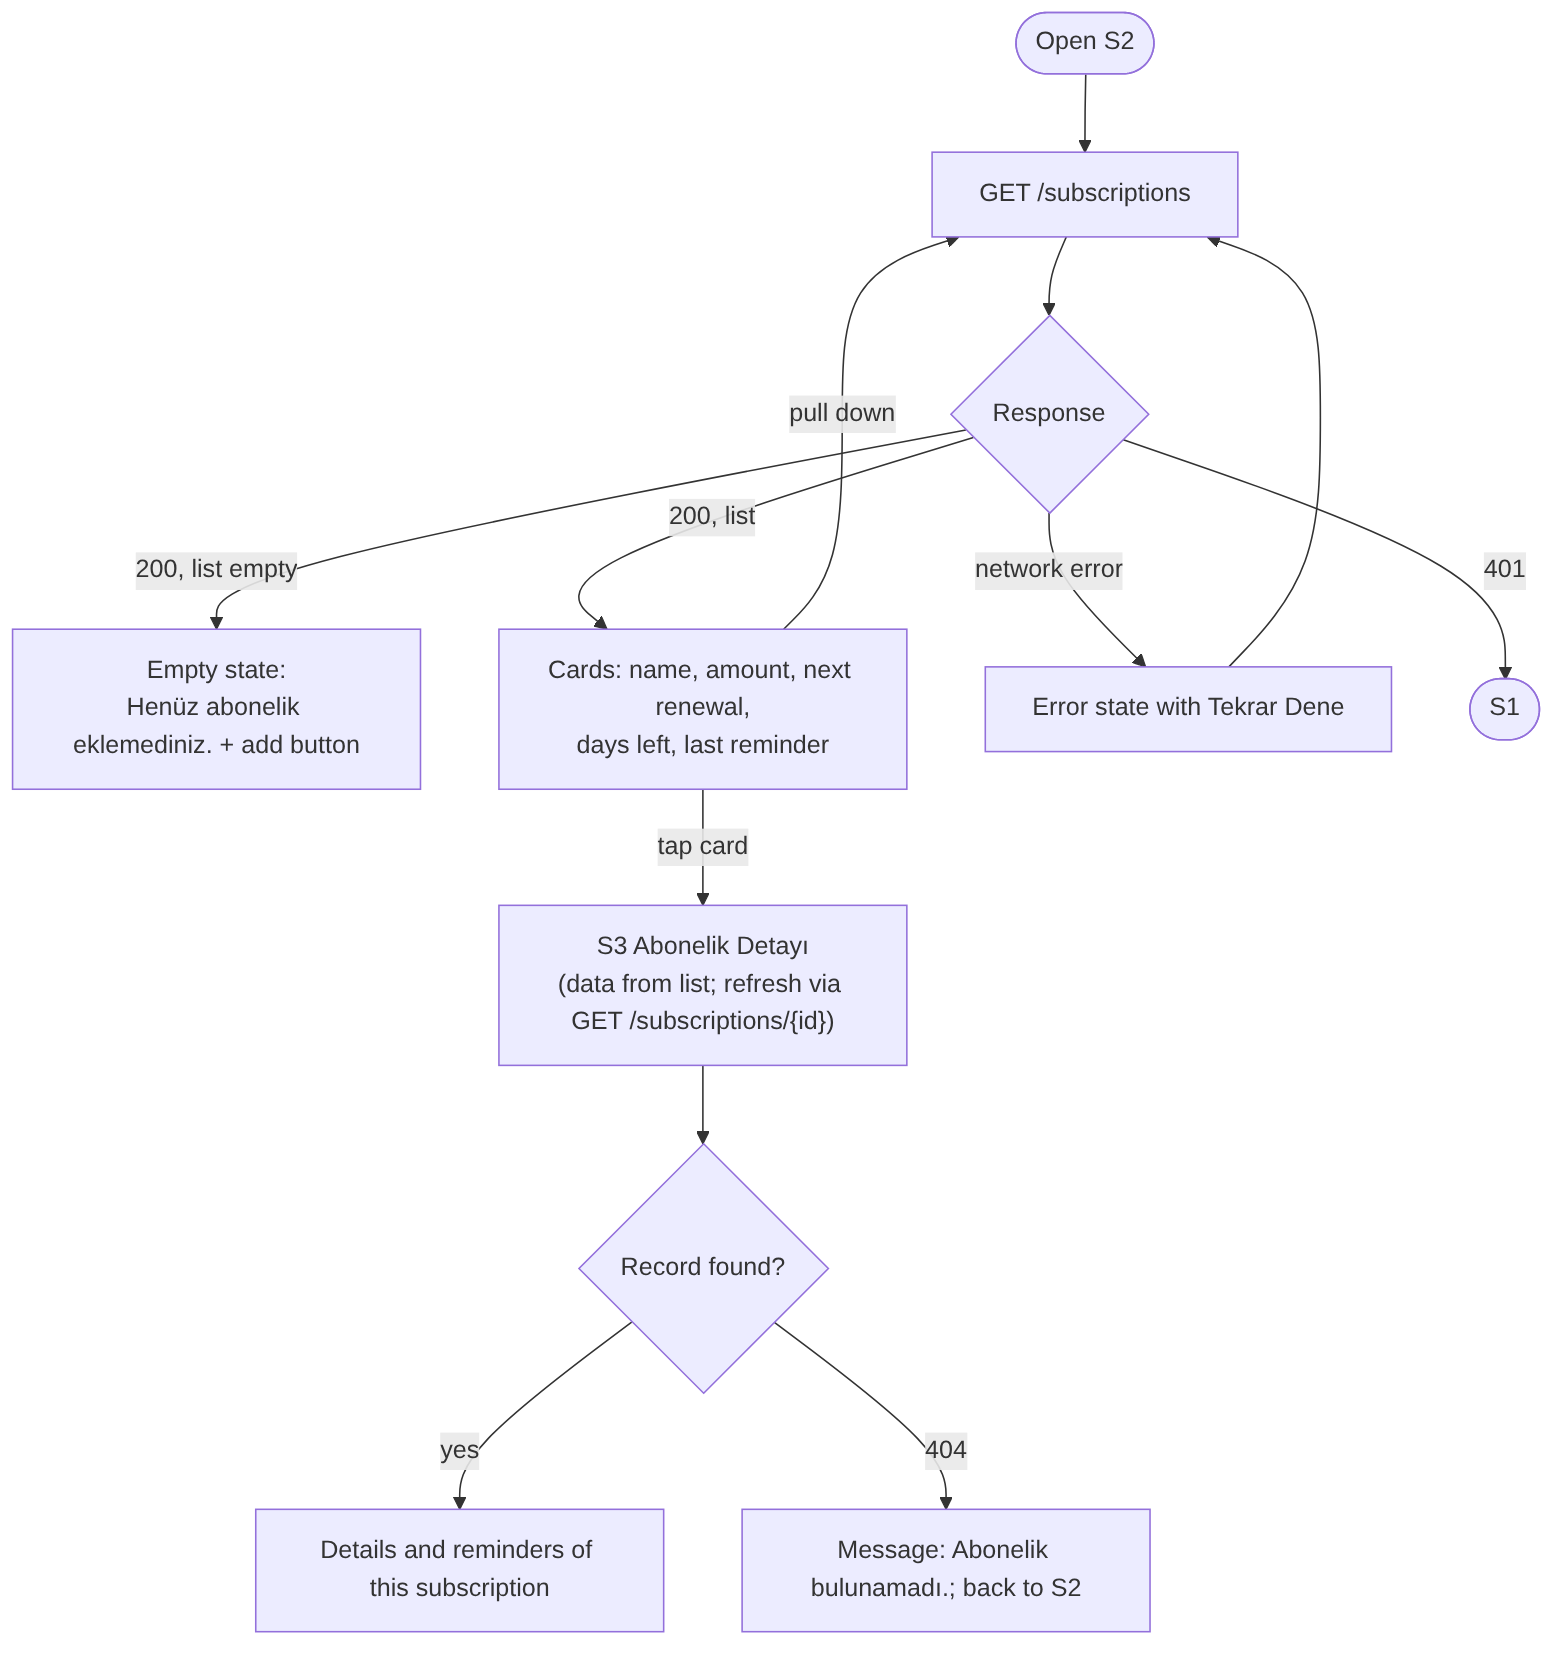 Open S2
GET /subscriptions
pull down
Response
200, list
200, list empty
network error
401
Empty state:
Henüz abonelik
eklemediniz. + add button
Cards: name, amount, next
renewal,
days left, last reminder
Error state with Tekrar Dene
S1
tap card
S3 Abonelik Detayı
(data from list; refresh via
GET /subscriptions/{id})
Record found?
yes
404
Details and reminders of
this subscription
Message: Abonelik
bulunamadı.; back to S2